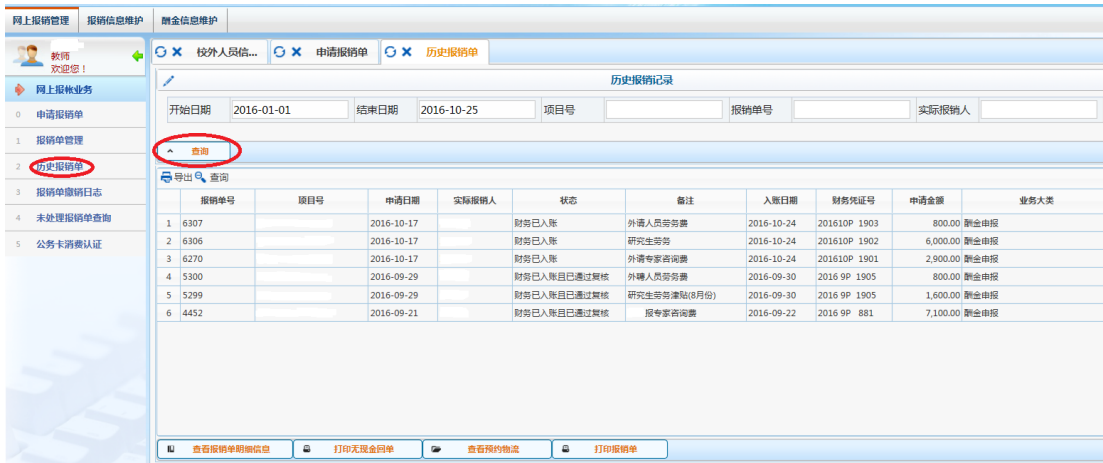 网上报销管理 报销信息维护 酬金信息维护
教师
欢迎您！
校外人员信... 申请报销单 历史报销单
网上报帐业务
0 申请报销单
1 报销单管理
2 历史报销单
3 报销单撤销日志
4 未处理报销单查询
5 公务卡消费认证
历史报销记录
开始日期 2016-01-01 结束日期 2016-10-25 项目号 报销单号 实际报销人
查询
导出 查询
报销单号 项目号 申请日期 实际报销人 状态 备注 入账日期 财务凭证号 申请金额 业务大类
1 6307 2016-10-17 财务已入账 外请人员劳务费 2016-10-24 201610P 1903 800.00 酬金申报
2 6306 2016-10-17 财务已入账 研究生劳务 2016-10-24 201610P 1902 6,000.00 酬金申报
3 6270 2016-10-17 财务已入账 外请专家咨询费 2016-10-24 201610P 1901 2,900.00 酬金申报
4 5300 2016-09-29 财务已入账且已通过复核 外聘人员劳务费 2016-09-30 2016 9P 1905 800.00 酬金申报
5 5299 2016-09-29 财务已入账且已通过复核 研究生劳务津贴(8月份) 2016-09-30 2016 9P 1905 1,600.00 酬金申报
6 4452 2016-09-21 财务已入账且已通过复核 报专家咨询费 2016-09-22 2016 9P 881 7,100.00 酬金申报
查看报销单明细信息 打印无现金回单 查看预约物流 打印报销单